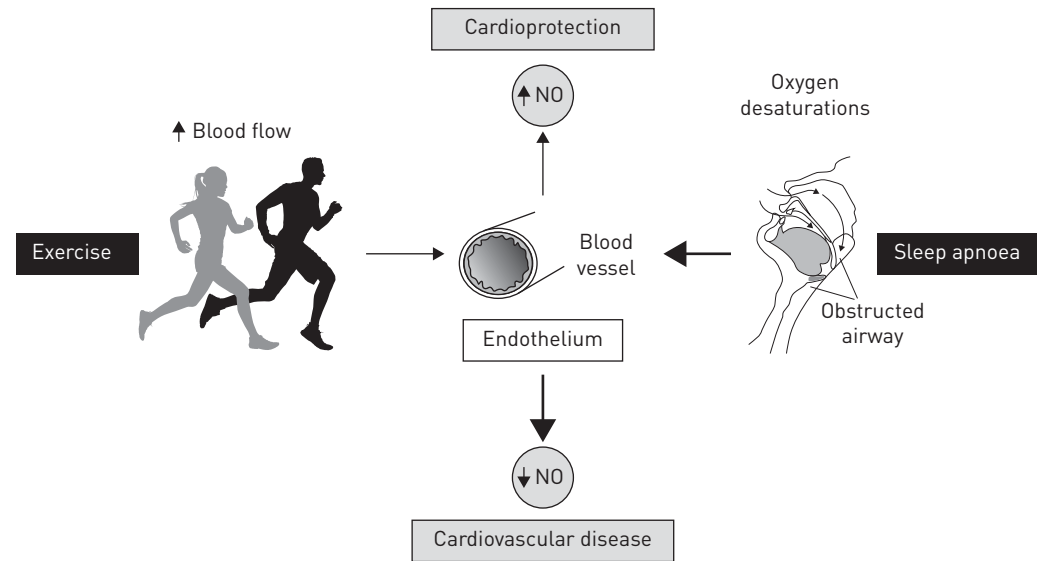 Cardioprotection
↑ NO
Oxygen
desaturations
↑ Blood flow
Exercise
Blood
vessel
Sleep apnoea
Obstructed
airway
Endothelium
↓ NO
Cardiovascular disease